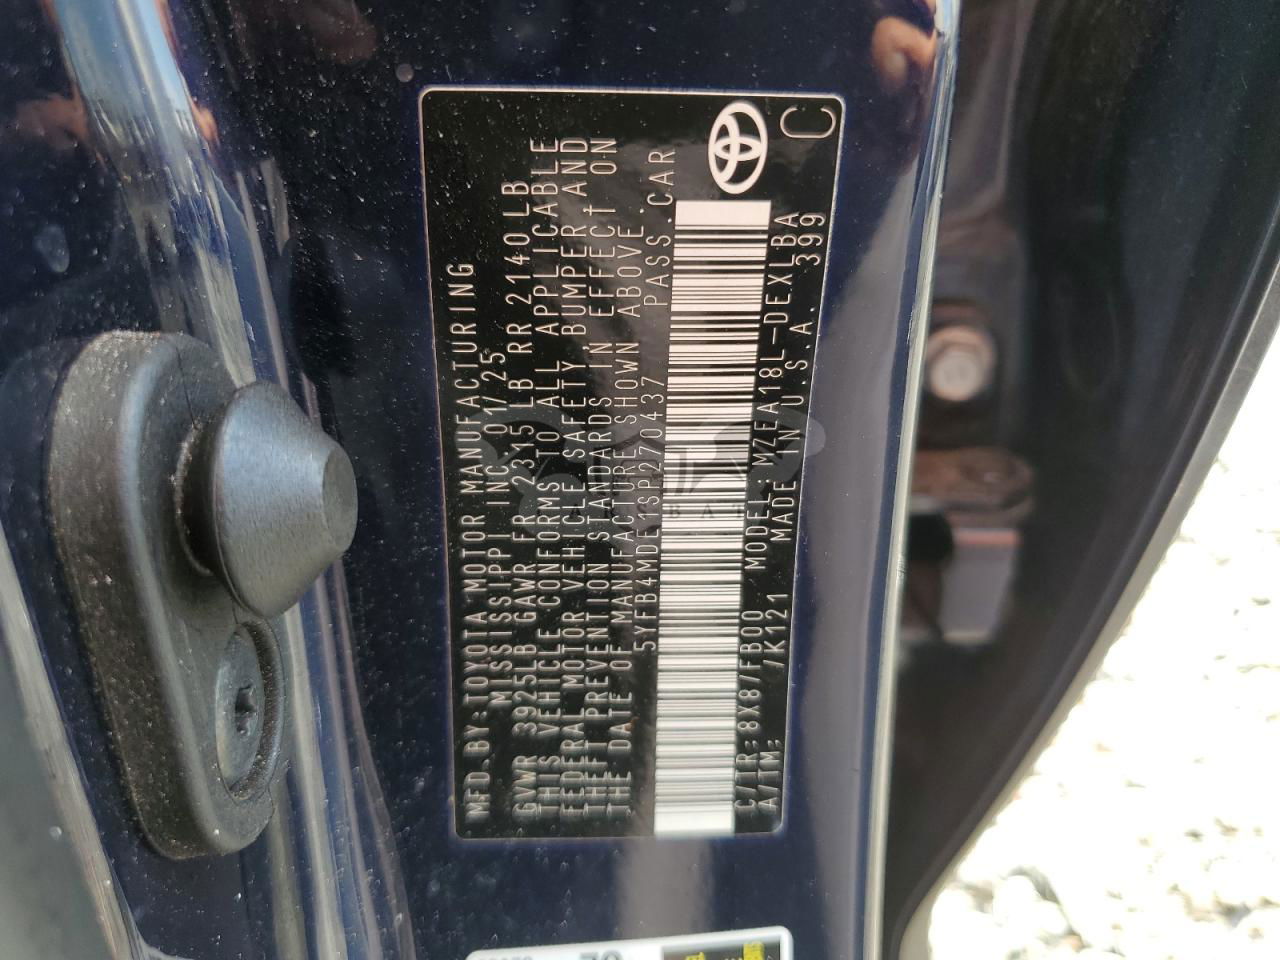 MFD.BY:TOYOTA MOTOR MANUFACTURING
MISSISSIPPI INC 01/25
GVWR 3925LB GAWR FR 2315LB RR 2140LB
THIS VEHICLE CONFORMS TO ALL APPLICABLE
FEDERAL MOTOR VEHICLE SAFETY BUMPER AND
THEFT PREVENTION STANDARDS IN EFFECT ON
THE DATE OF MANUFACTURE SHOWN ABOVE.
5YFB4MDE1SP270437 PASS.CAR
C/TR:8X87/FB00 MODEL:MZEA18L-DEXLBA
A/TM: /K121 MADE IN U.S.A. 399
C